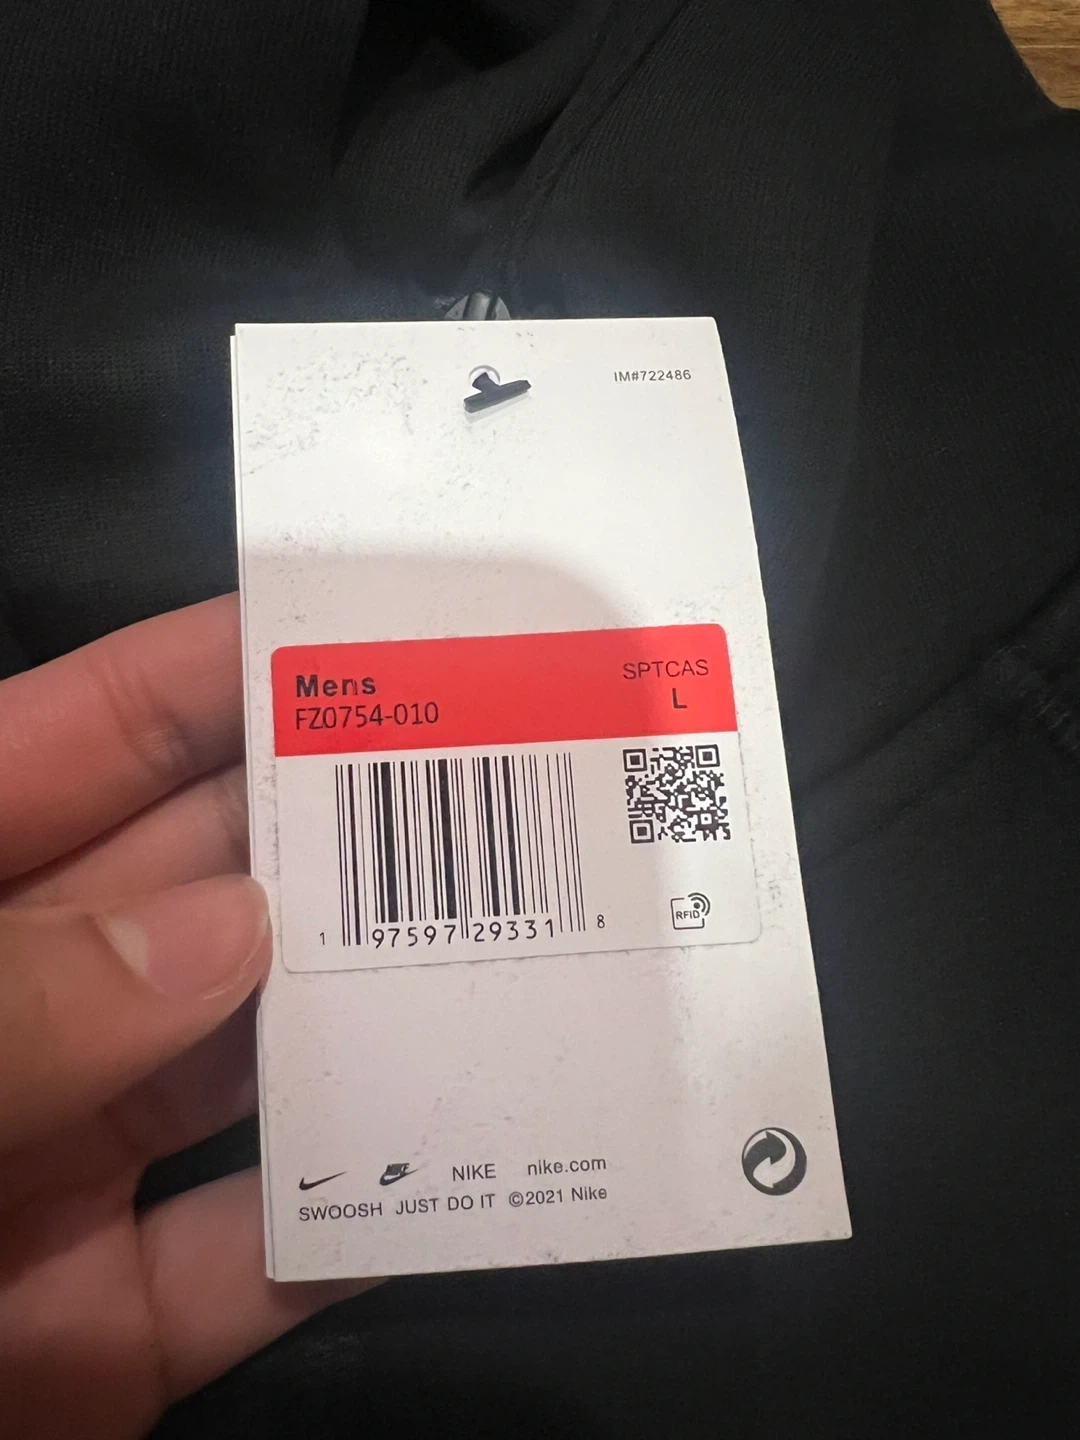 IM#722486
Mens
SPTCAS
FZ0754-010
L
1 97597 29331 8
RFID
NIKE
NIKE nike.com
SWOOSH JUST DO IT ©2021 Nike